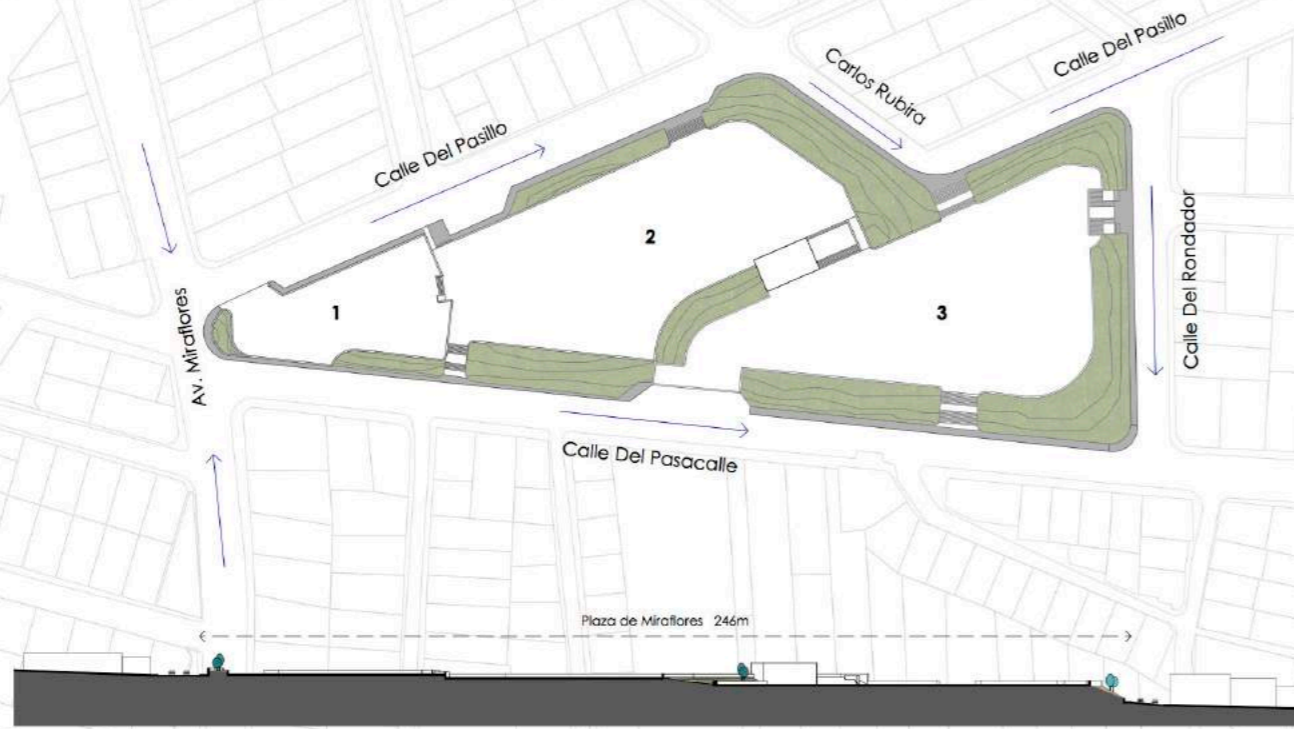 Calle Del Pasillo
Carlos Rubira
Calle Del Pasillo
2
Calle Del Rondador
1
3
Av. Miraflores
Calle Del Pasacalle
Plaza de Miraflores 246m